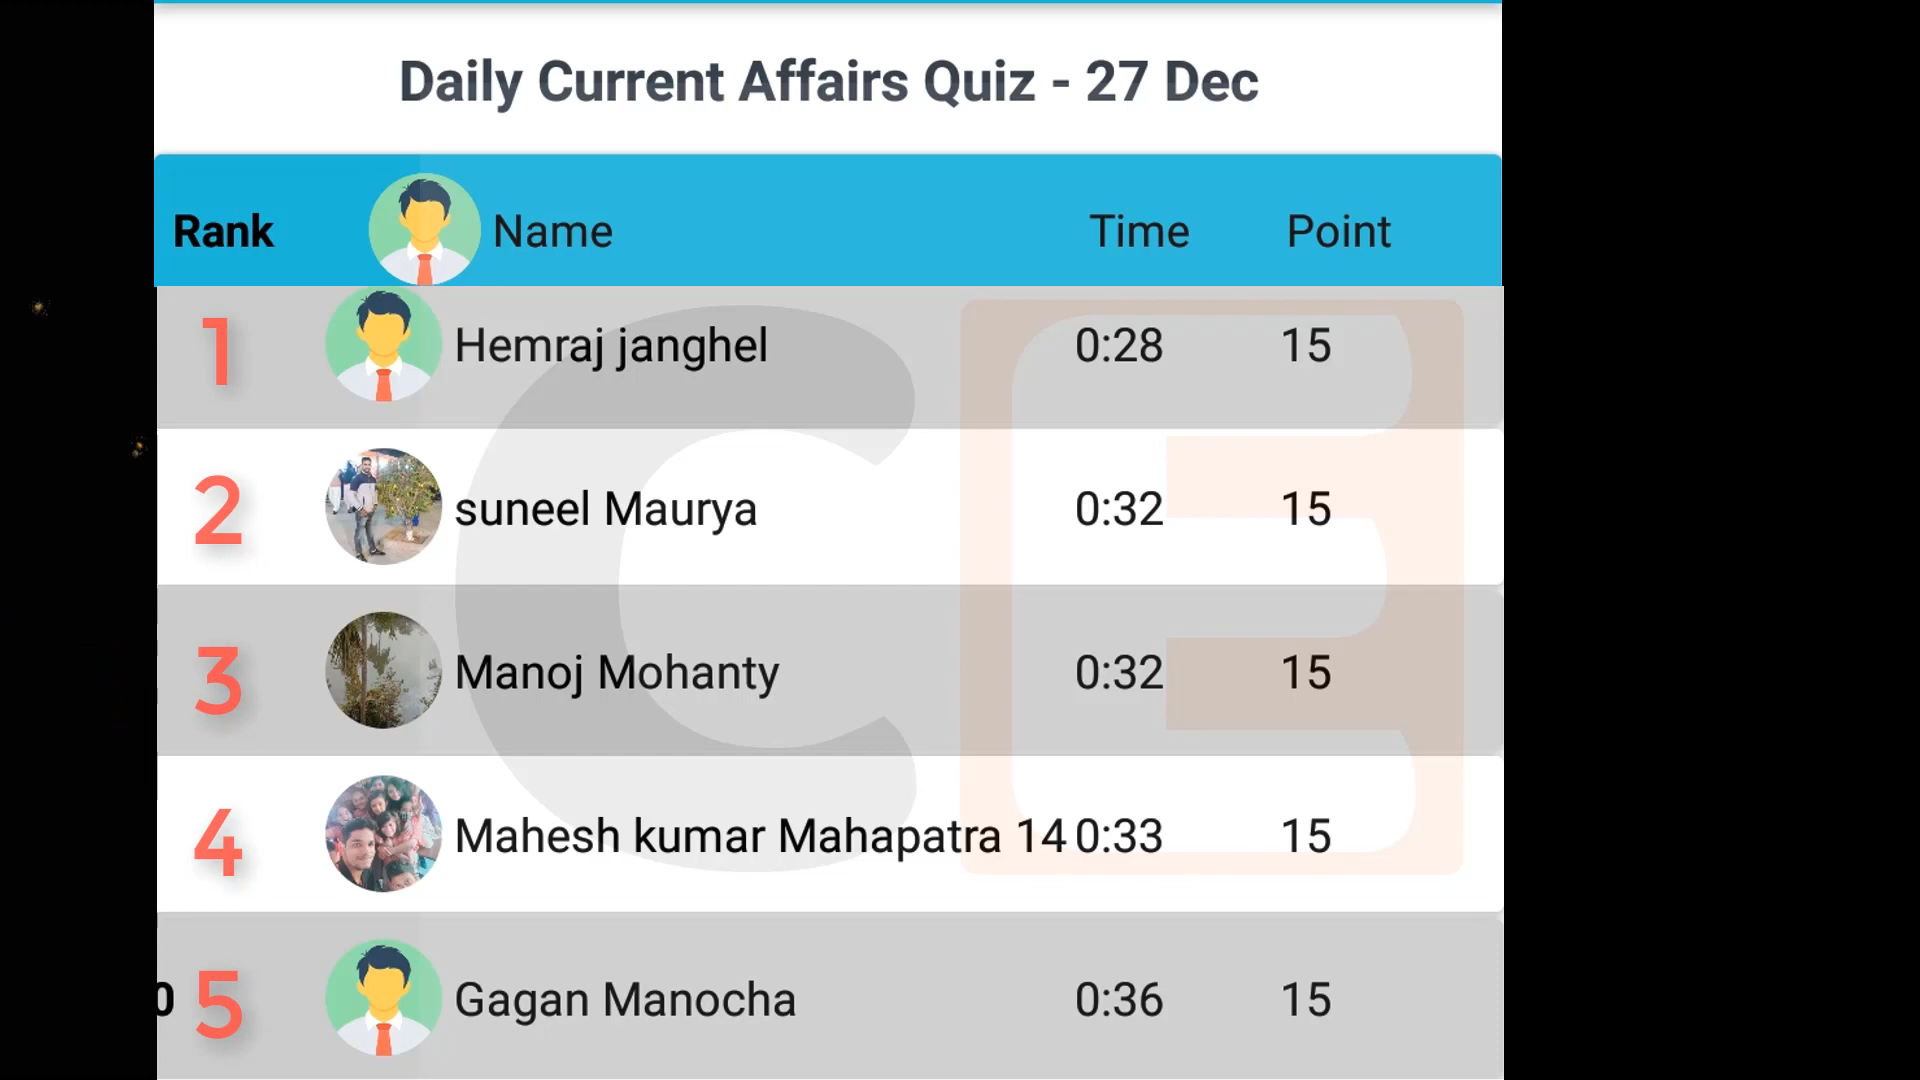 Daily Current Affairs Quiz - 27 Dec
Rank Name Time Point
1 Hemraj janghel 0:28 15
2 suneel Maurya 0:32 15
3 Manoj Mohanty 0:32 15
4 Mahesh kumar Mahapatra 14 0:33 15
0 5 Gagan Manocha 0:36 15
CE